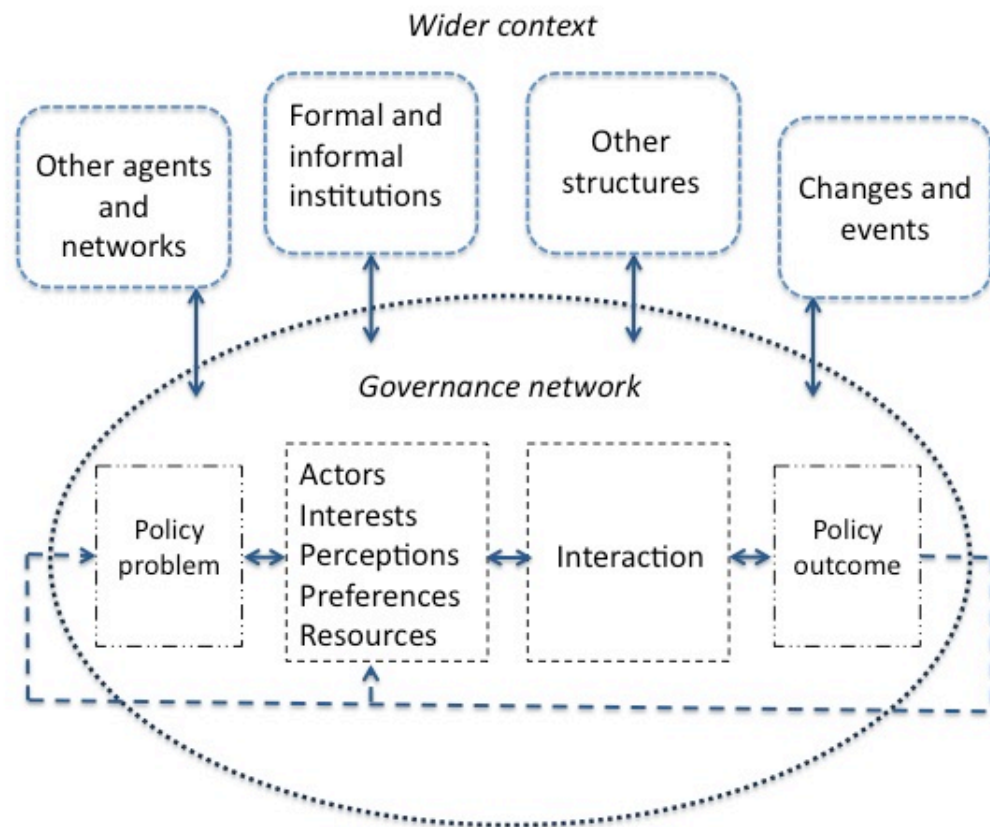 Wider context
Other agents
and
networks
Formal and
informal
institutions
Other
structures
Changes and
events
Governance network
Policy
problem
Actors
Interests
Perceptions
Preferences
Resources
Interaction
Policy
outcome